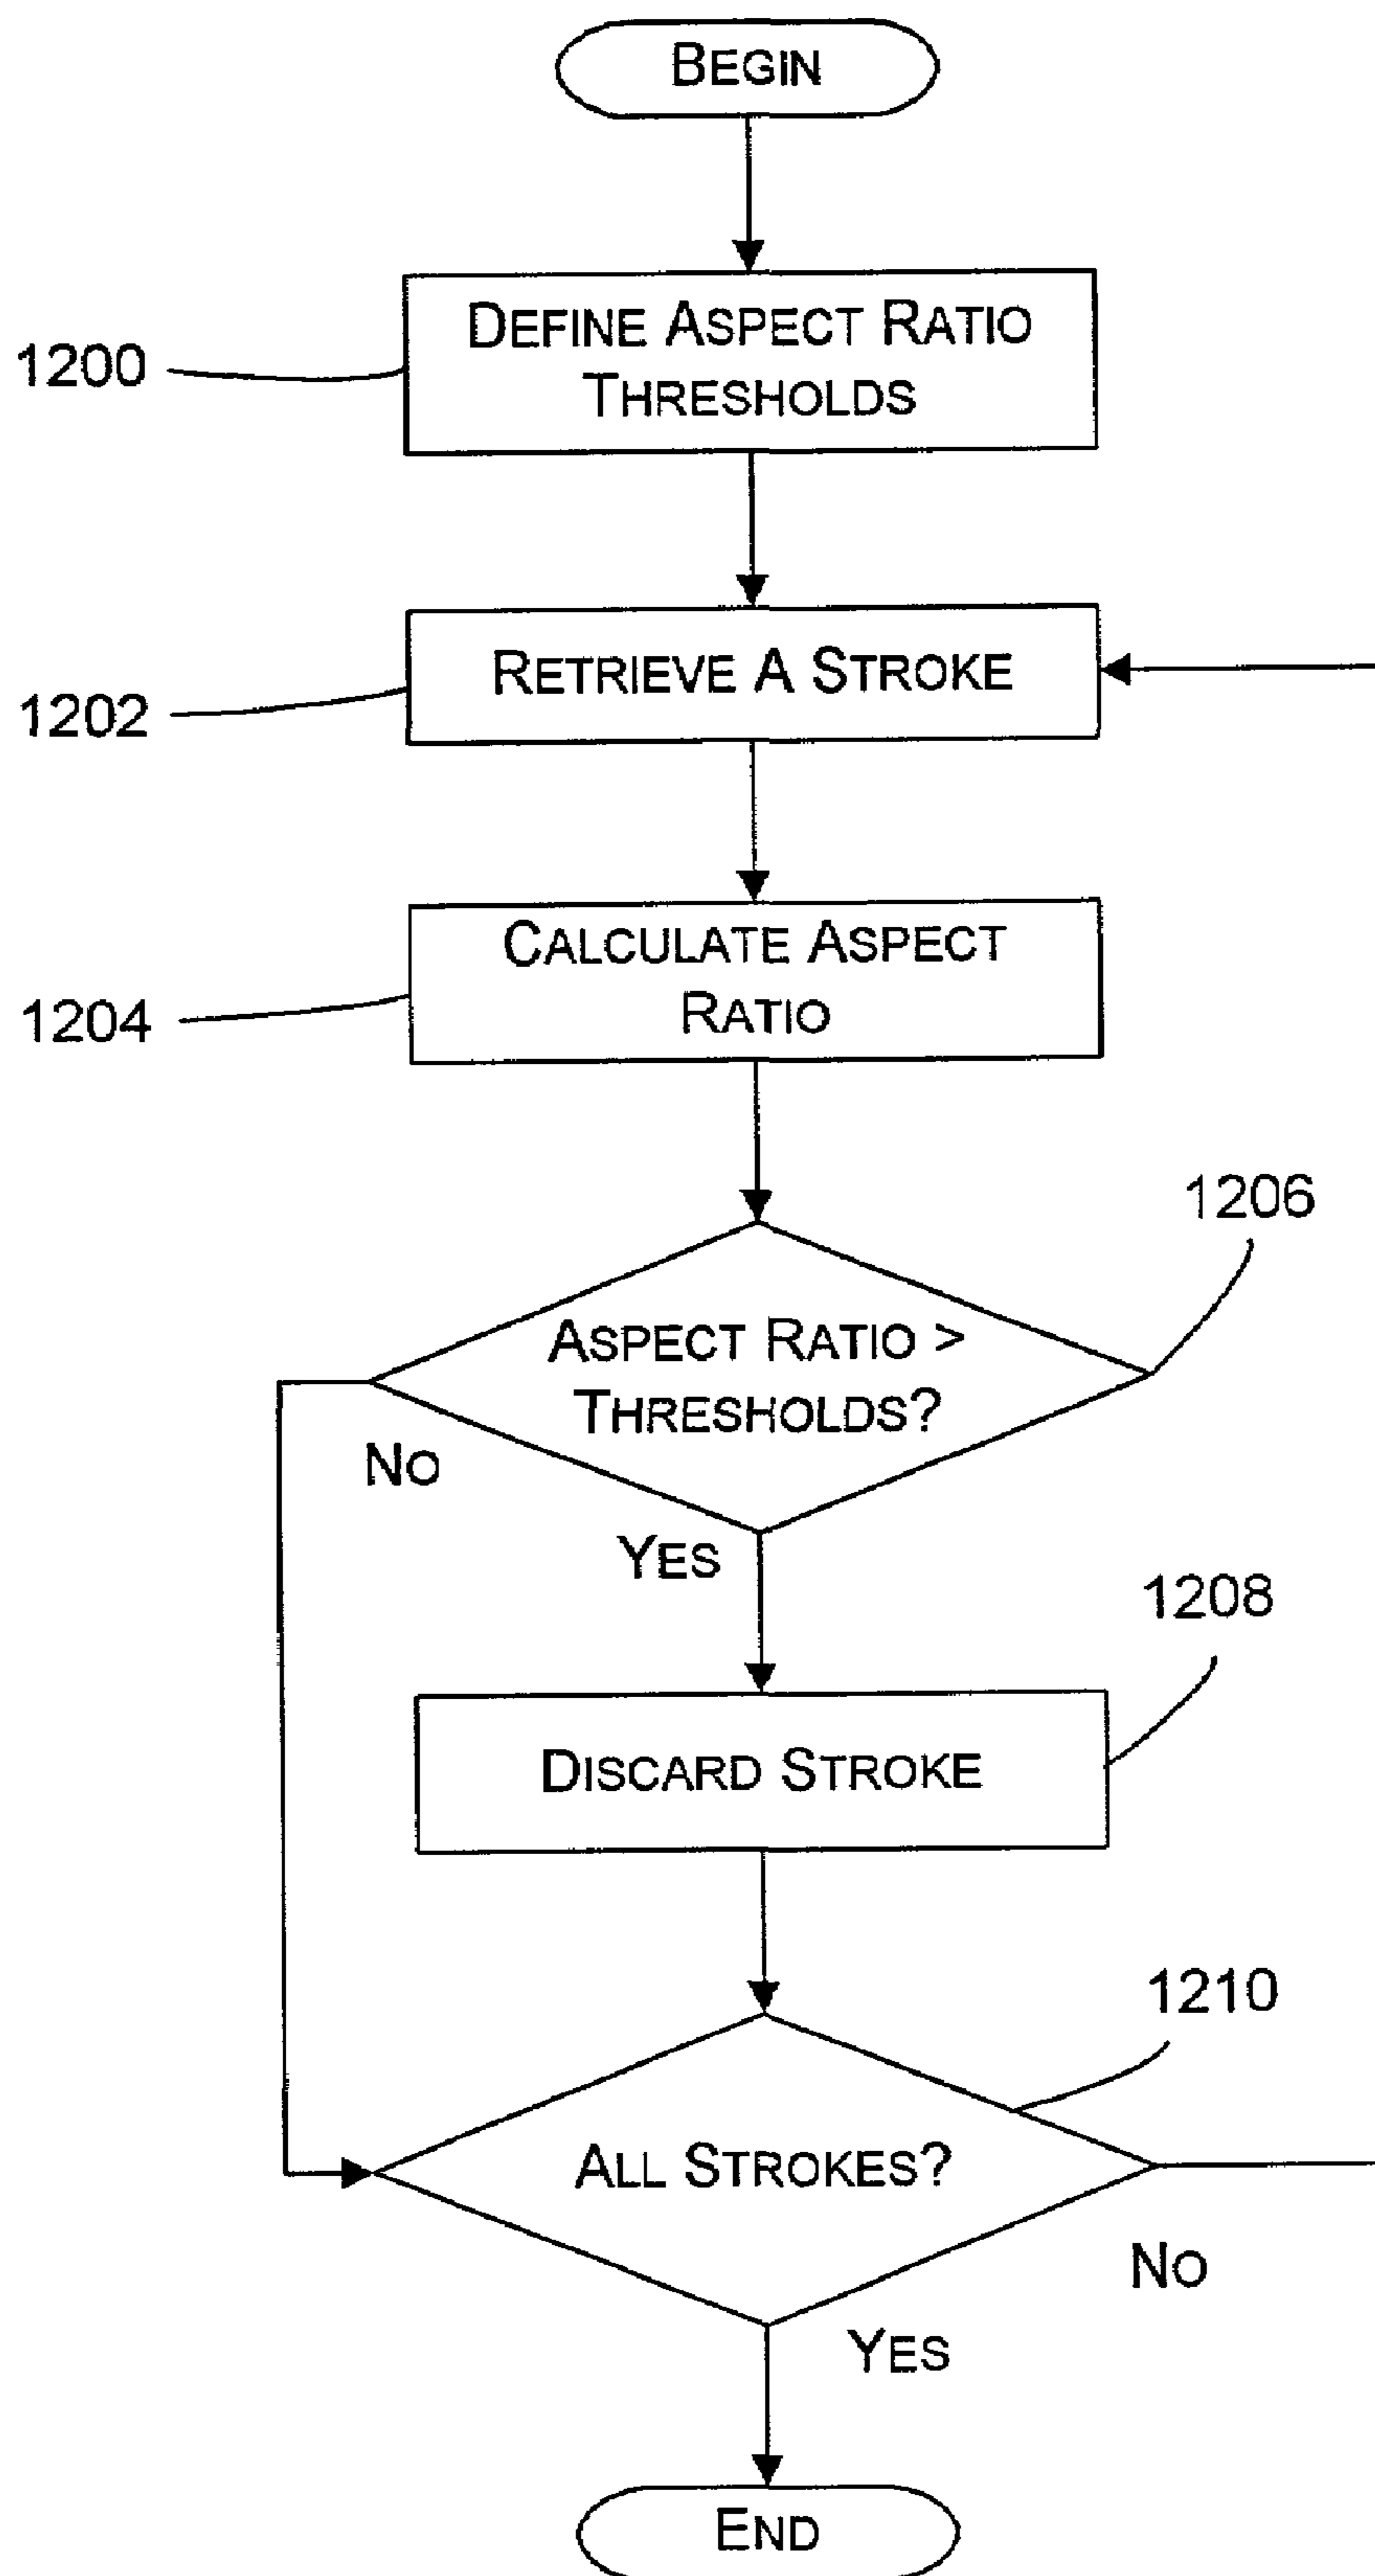 BEGIN
DEFINE ASPECT RATIO
THRESHOLDS
1200
RETRIEVE A STROKE
1202
CALCULATE ASPECT
RATIO
1204
1206
ASPECT RATIO >
THRESHOLDS?
NO
YES
1208
DISCARD STROKE
1210
ALL STROKES?
NO
YES
END